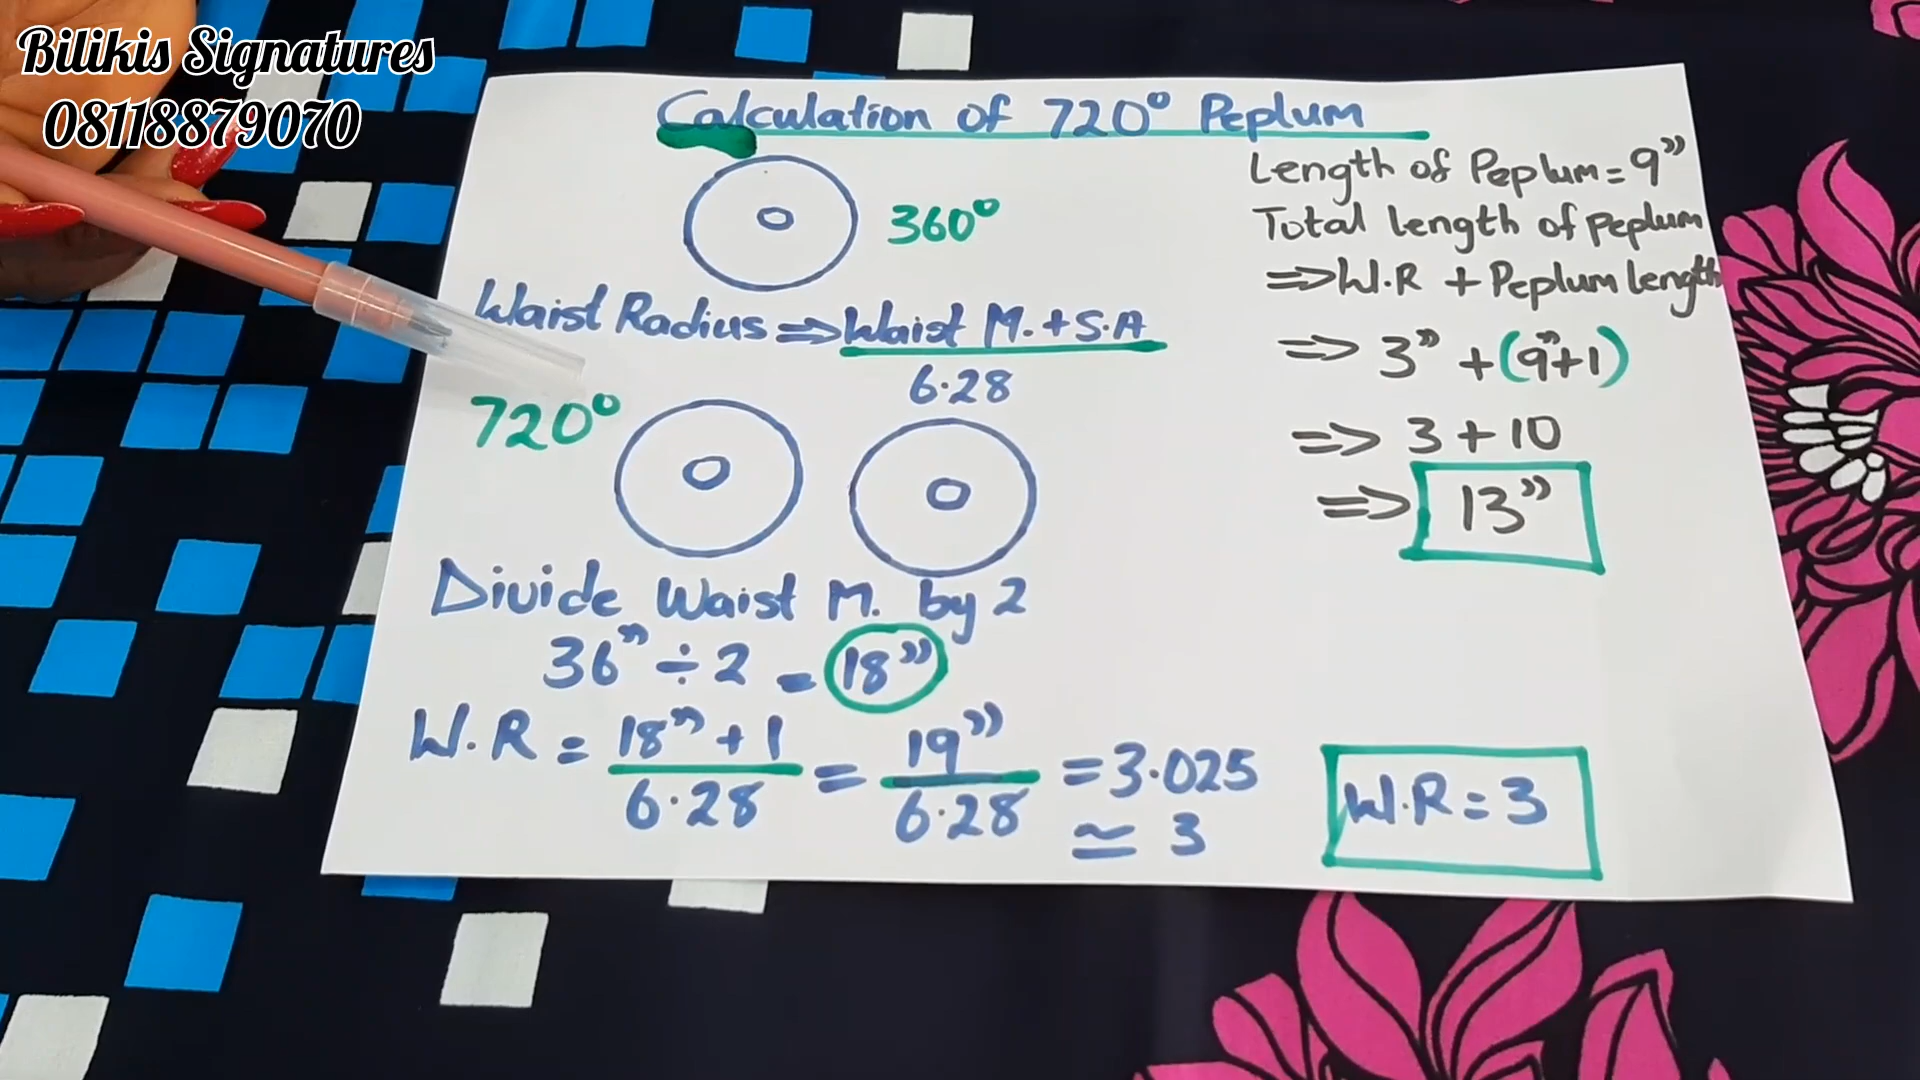 Bilikis Signatures
08118879070
Calculation of 720° Peplum
360°
Waist Radius ⇒ Waist M. + S.A
6.28
720°
Divide Waist M. by 2
36" ÷ 2 = 18"
W.R = 18" + 1 = 19" = 3.025
6.28 6.28 ≃ 3
Length of Peplum = 9"
Total length of Peplum
⇒ W.R + Peplum length
⇒ 3" + (9"+1)
⇒ 3 + 10
⇒ 13"
W.R = 3